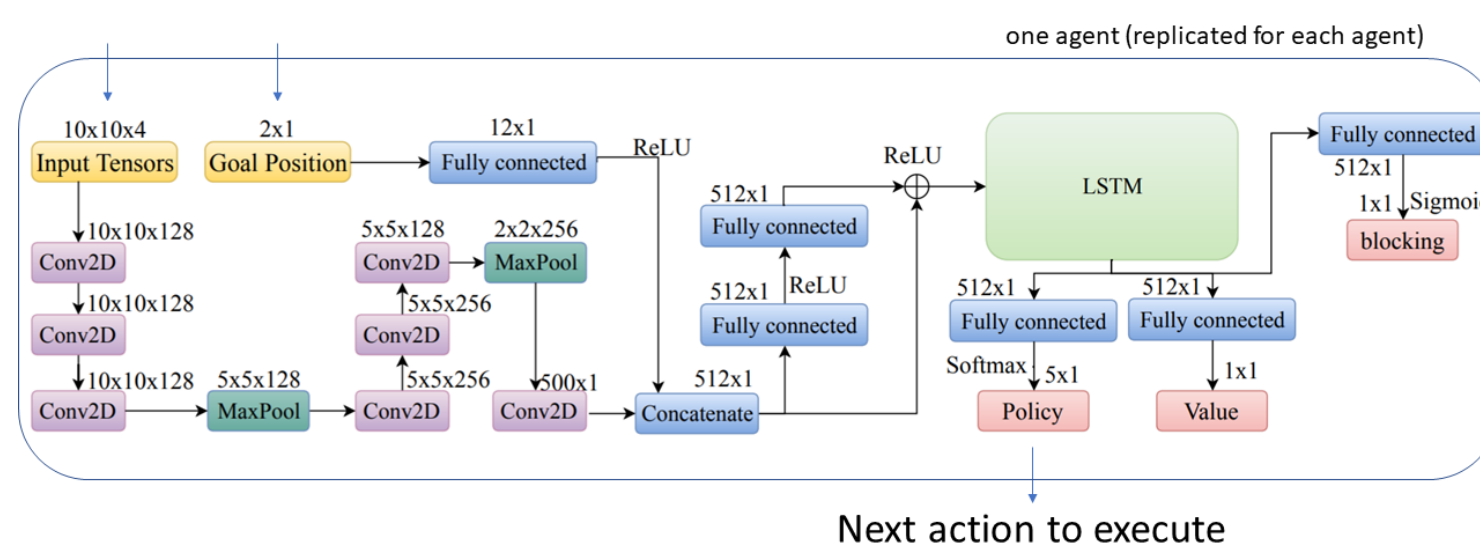 one agent (replicated for each agent)
10x10x4
Input Tensors
2x1
Goal Position
12x1
Fully connected
ReLU
10x10x128
Conv2D
10x10x128
Conv2D
10x10x128
Conv2D
5x5x128
MaxPool
5x5x256
Conv2D
5x5x256
Conv2D
5x5x128
Conv2D
2x2x256
MaxPool
500x1
Conv2D
512x1
Concatenate
512x1
Fully connected
ReLU
512x1
Fully connected
ReLU
LSTM
512x1
Fully connected
Softmax
5x1
Policy
512x1
Fully connected
1x1
Value
Fully connected
512x1
1x1
Sigmoi
blocking
Next action to execute